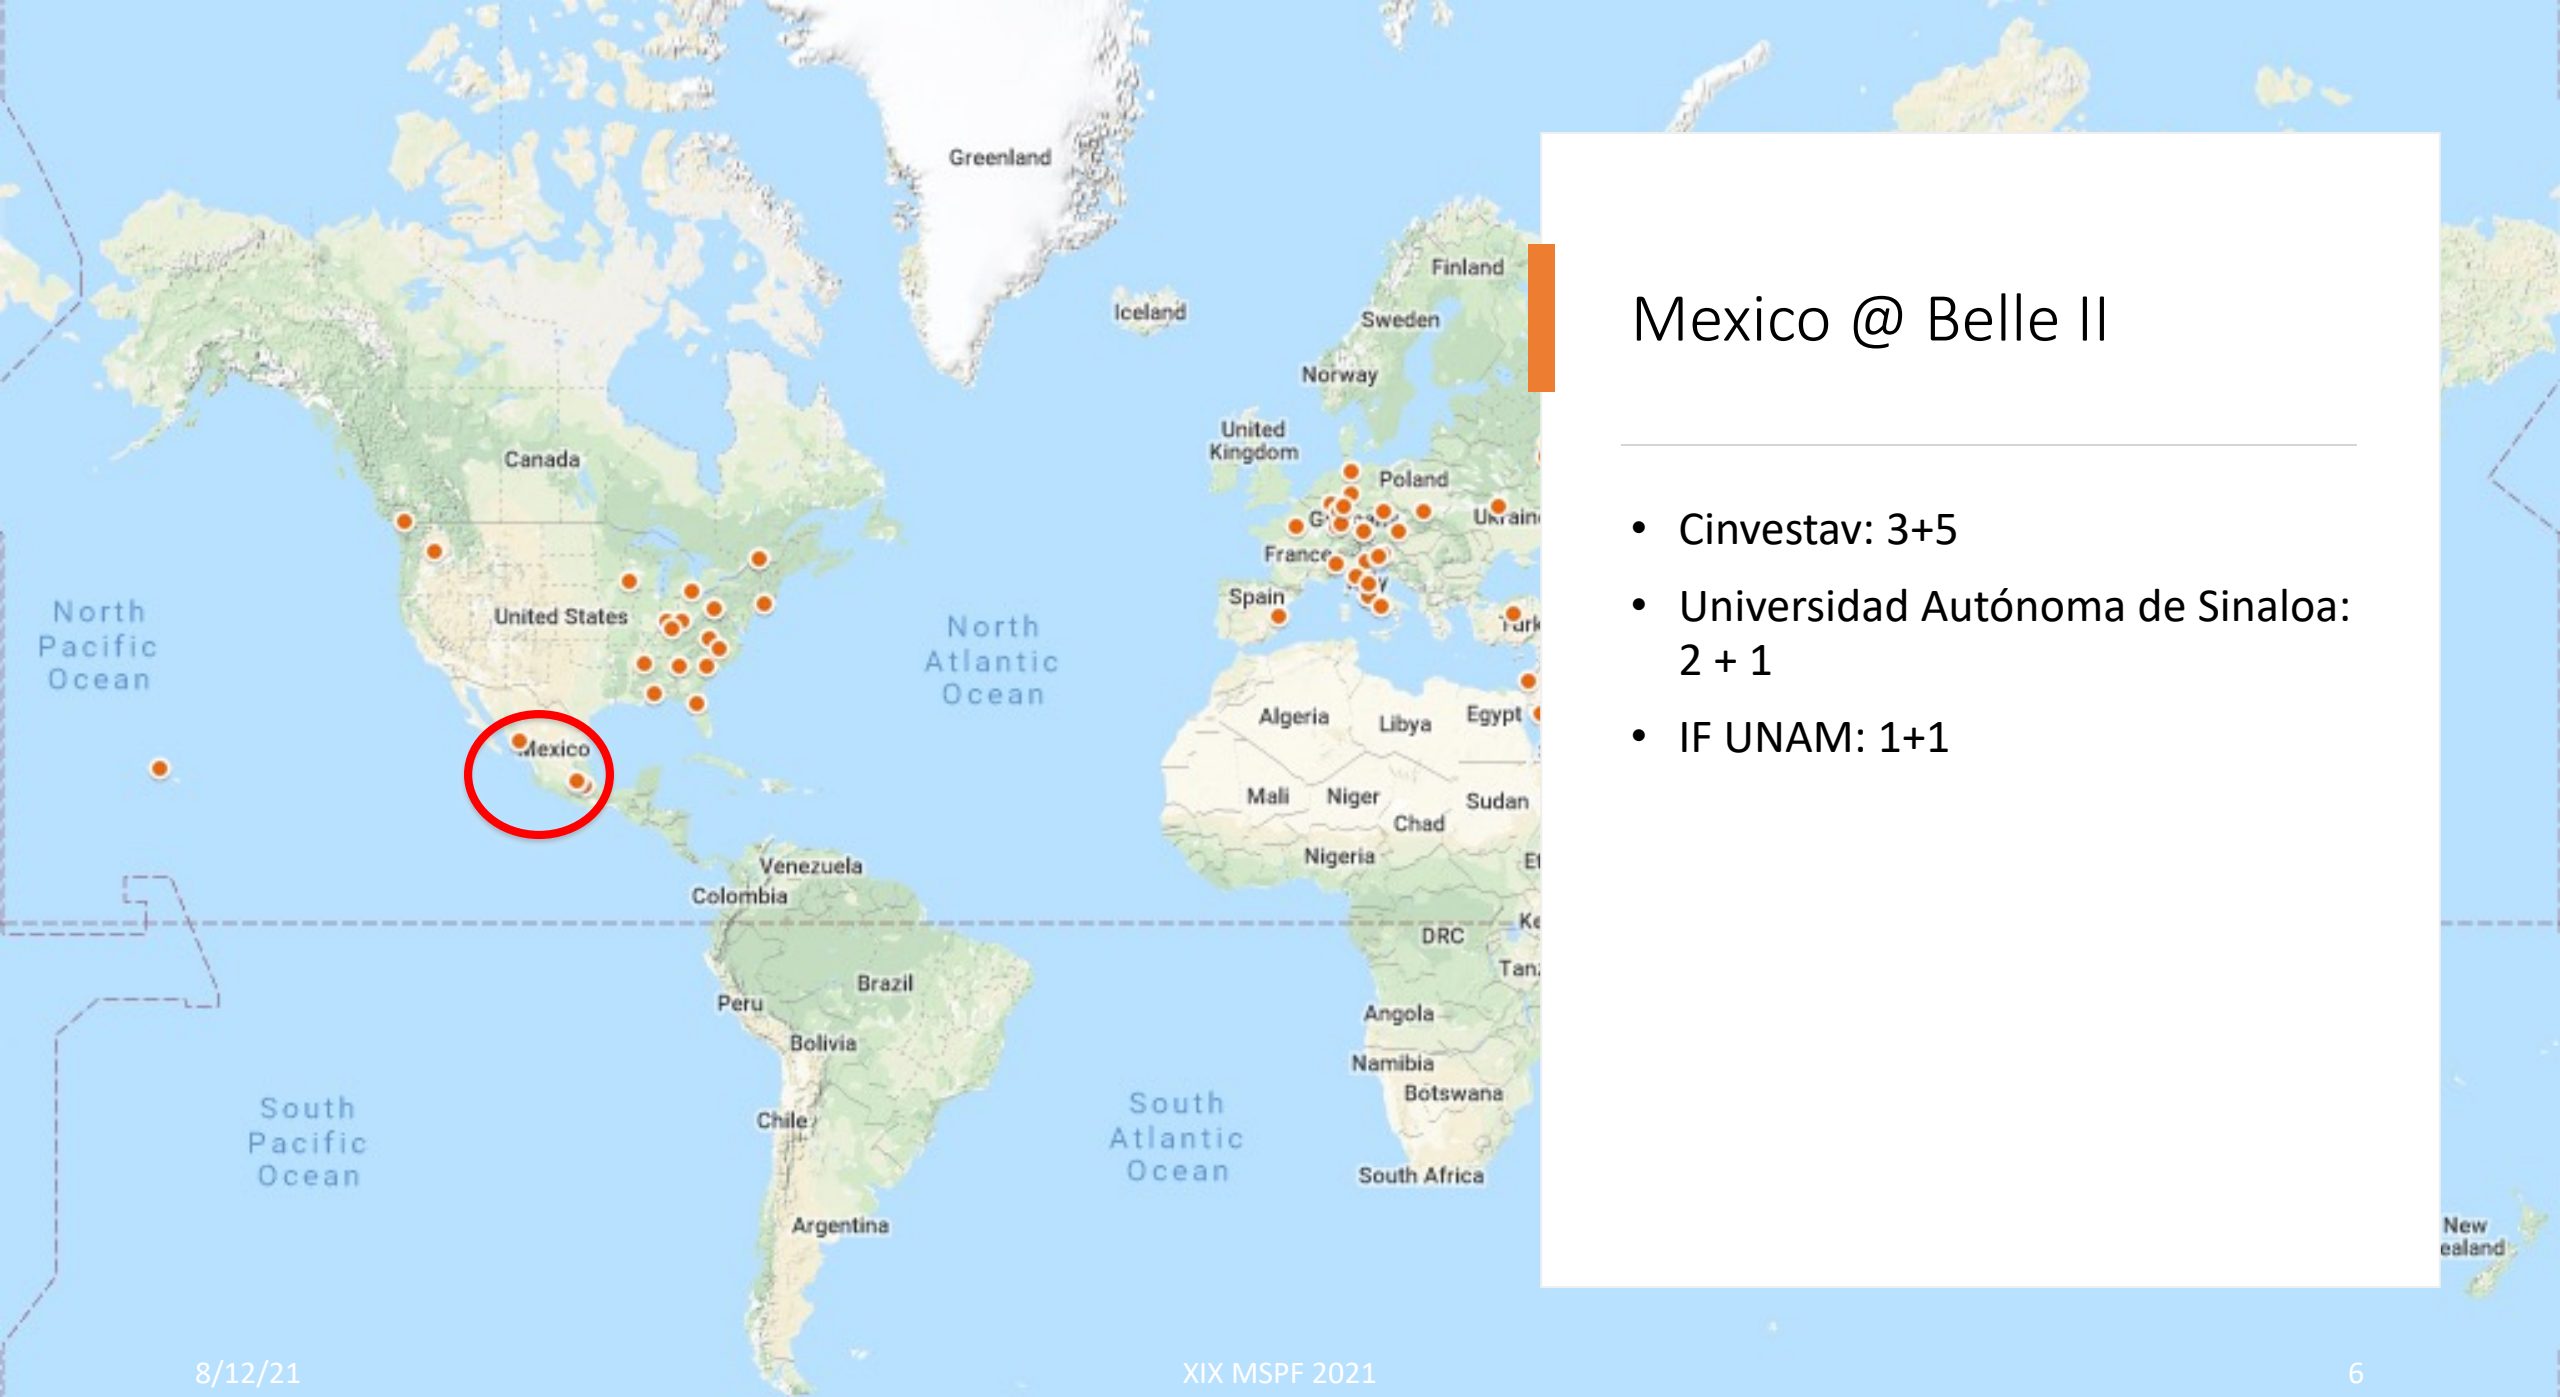 Greenland
Finland
Iceland
Sweden
Norway
United
Kingdom
Poland
Canada
France
Spain
United States
North
Pacific
Ocean
North
Atlantic
Ocean
Mexico
Algeria
Libya
Egypt
Mali
Niger
Sudan
Chad
Nigeria
Venezuela
Colombia
DRC
Brazil
Peru
Angola
Bolivia
Namibia
Botswana
Chile
South
Pacific
Ocean
South
Atlantic
Ocean
South Africa
Argentina
New
ealand
Mexico @ Belle II
• Cinvestav: 3+5
• Universidad Autónoma de Sinaloa:
2 + 1
• IF UNAM: 1+1
8/12/21
XIX MSPF 2021
6